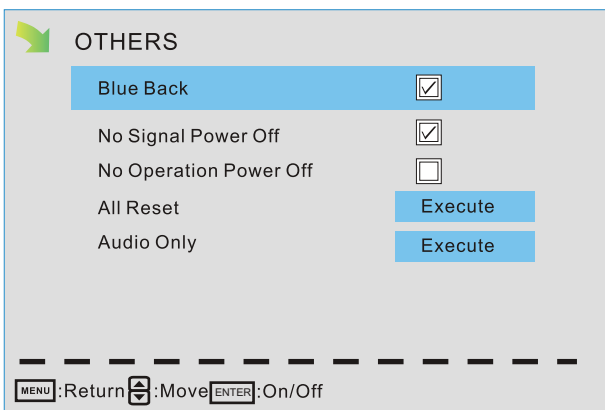 OTHERS
Blue Back
No Signal Power Off
No Operation Power Off
All Reset Execute
Audio Only Execute
MENU:Return :Move ENTER:On/Off